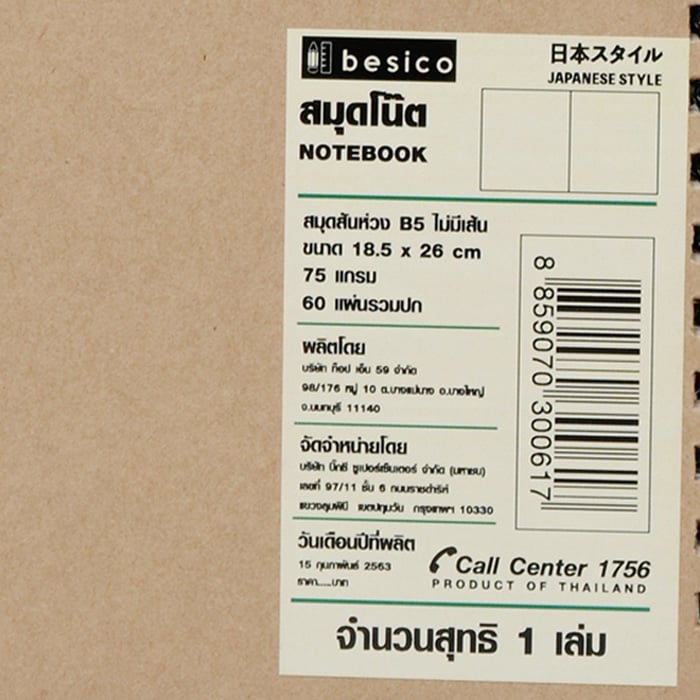 besico
日本スタイル
JAPANESE STYLE
สมุดโน๊ต
NOTEBOOK
สมุดสันห่วง B5 ไม่มีเส้น
ขนาด 18.5 x 26 cm
75 แกรม
60 แผ่นรวมปก
8 859070 300617
ผลิตโดย
บริษัท ท็อป เอ็น 59 จำกัด
98/176 หมู่ 10 ต.บางแม่นาง อ.บางใหญ่
จ.นนทบุรี 11140
จัดจำหน่ายโดย
บริษัท บิ๊กซี ซูเปอร์เซ็นเตอร์ จำกัด (มหาชน)
เลขที่ 97/11 ชั้น 6 ถนนราชดำริห์
แขวงลุมพินี เขตปทุมวัน กรุงเทพฯ 10330
วันเดือนปีที่ผลิต
15 กุมภาพันธ์ 2563
ราคา.....บาท
Call Center 1756
PRODUCT OF THAILAND
จำนวนสุทธิ 1 เล่ม